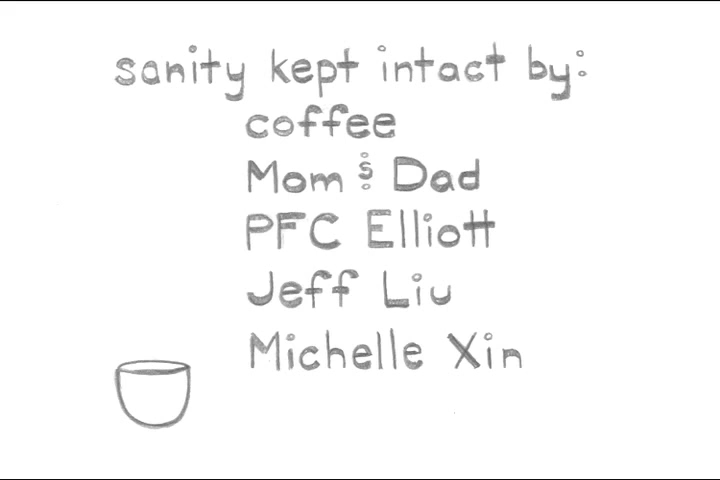 sanity kept intact by:
coffee
Mom & Dad
PFC Elliott
Jeff Liu
Michelle Xin